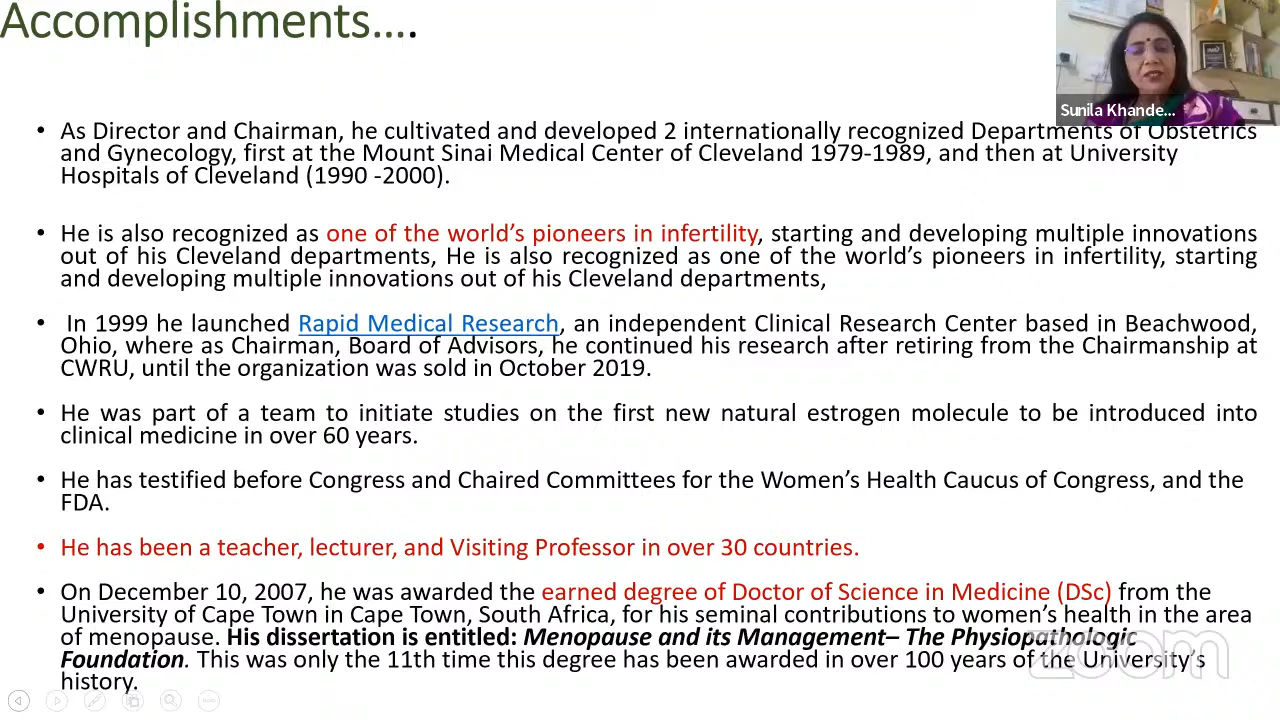 Accomplishments….
Sunila Khande...
• As Director and Chairman, he cultivated and developed 2 internationally recognized Departments of Obstetrics
and Gynecology, first at the Mount Sinai Medical Center of Cleveland 1979-1989, and then at University
Hospitals of Cleveland (1990 -2000).
• He is also recognized as one of the world’s pioneers in infertility, starting and developing multiple innovations
out of his Cleveland departments, He is also recognized as one of the world’s pioneers in infertility, starting
and developing multiple innovations out of his Cleveland departments,
• In 1999 he launched Rapid Medical Research, an independent Clinical Research Center based in Beachwood,
Ohio, where as Chairman, Board of Advisors, he continued his research after retiring from the Chairmanship at
CWRU, until the organization was sold in October 2019.
• He was part of a team to initiate studies on the first new natural estrogen molecule to be introduced into
clinical medicine in over 60 years.
• He has testified before Congress and Chaired Committees for the Women’s Health Caucus of Congress, and the
FDA.
• He has been a teacher, lecturer, and Visiting Professor in over 30 countries.
• On December 10, 2007, he was awarded the earned degree of Doctor of Science in Medicine (DSc) from the
University of Cape Town in Cape Town, South Africa, for his seminal contributions to women’s health in the area
of menopause. His dissertation is entitled: Menopause and its Management– The Physiopathologic
Foundation. This was only the 11th time this degree has been awarded in over 100 years of the University’s
history.
zoom